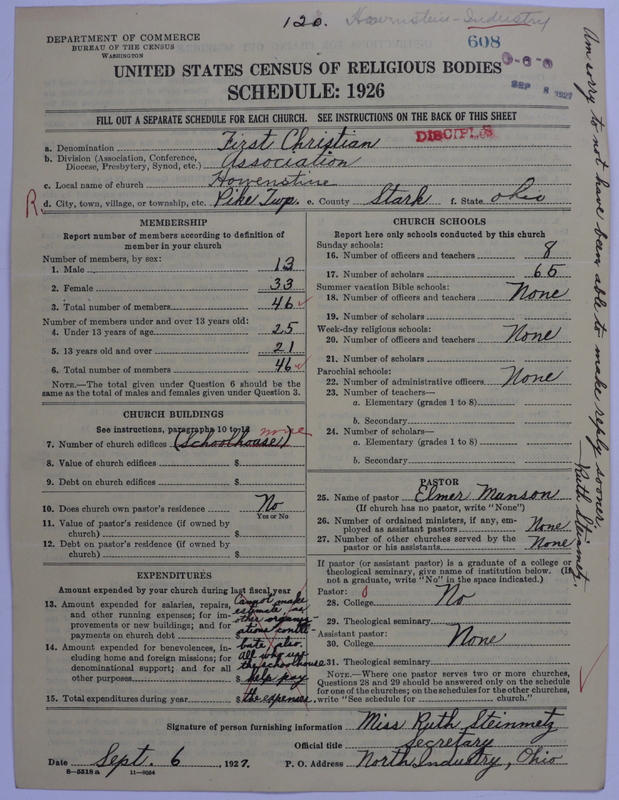 120. Howenstein-Industry
608
DEPARTMENT OF COMMERCE
BUREAU OF THE CENSUS
WASHINGTON
SEP 8 1927
UNITED STATES CENSUS OF RELIGIOUS BODIES
SCHEDULE: 1926
FILL OUT A SEPARATE SCHEDULE FOR EACH CHURCH. SEE INSTRUCTIONS ON THE BACK OF THIS SHEET
a. Denomination First Christian DISCIPLES
b. Division (Association, Conference, Diocese, Presbytery, Synod, etc.) Association
c. Local name of church Howenstine
R d. City, town, village, or township, etc. Pike Twp. e. County Stark f. State Ohio
MEMBERSHIP
Report number of members according to definition of
member in your church
Number of members, by sex:
1. Male 13
2. Female 33
3. Total number of members 46 ✓
Number of members under and over 13 years old:
4. Under 13 years of age 25
5. 13 years old and over 21
6. Total number of members 46 ✓
NOTE.—The total given under Question 6 should be the
same as the total of males and females given under Question 3.
CHURCH BUILDINGS
See instructions, paragraphs 10 to 12
7. Number of church edifices (Schoolhouse) none
8. Value of church edifices $
9. Debt on church edifices $
10. Does church own pastor's residence No
Yes or No
11. Value of pastor's residence (if owned by
church) $
12. Debt on pastor's residence (if owned by
church) $
EXPENDITURES
Amount expended by your church during last fiscal year
13. Amount expended for salaries, repairs,
and other running expenses; for im-
provements or new buildings; and for
payments on church debt $
14. Amount expended for benevolences, in-
cluding home and foreign missions; for
denominational support; and for all
other purposes $
15. Total expenditures during year $
Cannot make
estimate, as
other organiz-
ations contri-
bute also.
All who use
the schoolhouse
help pay
the expenses.
CHURCH SCHOOLS
Report here only schools conducted by this church
Sunday schools:
16. Number of officers and teachers 8
17. Number of scholars 65
Summer vacation Bible schools:
18. Number of officers and teachers None
19. Number of scholars
Week-day religious schools:
20. Number of officers and teachers None
21. Number of scholars
Parochial schools:
22. Number of administrative officers None
23. Number of teachers—
a. Elementary (grades 1 to 8)
b. Secondary
24. Number of scholars—
a. Elementary (grades 1 to 8)
b. Secondary
PASTOR
25. Name of pastor Elmer Munson
(If church has no pastor, write "None")
26. Number of ordained ministers, if any, em-
ployed as assistant pastors None
27. Number of other churches served by the
pastor or his assistants None
If pastor (or assistant pastor) is a graduate of a college or
theological seminary, give name of institution below. (If
not a graduate, write "No" in the space indicated.)
Pastor:
28. College No
29. Theological seminary
Assistant pastor:
30. College None
31. Theological seminary
NOTE.—Where one pastor serves two or more churches,
Questions 28 and 29 should be answered only on the schedule
for one of the churches; on the schedules for the other churches,
write "See schedule for church."
Signature of person furnishing information Miss Ruth Steinmetz
Official title Secretary
Date Sept. 6, 1927. P. O. Address North Industry, Ohio
8—5518a 11—9054
Am sorry to not have been able to make reply sooner.
—Ruth Steinmetz.